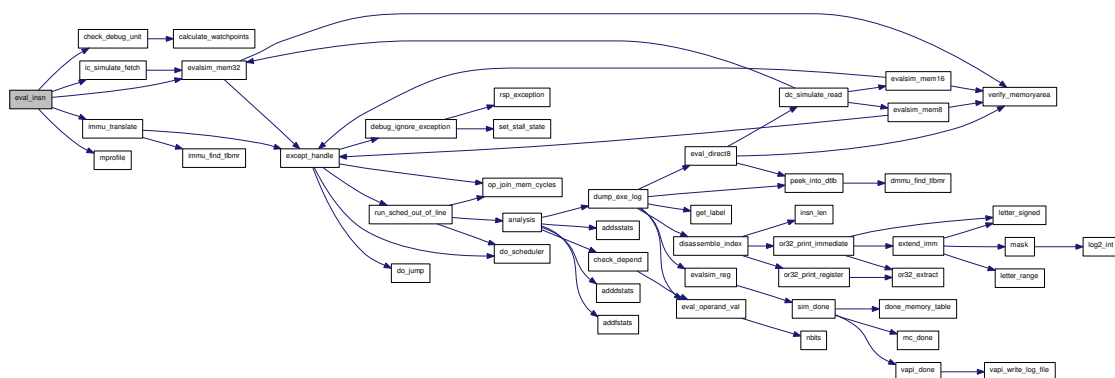 eval_insn
check_debug_unit
calculate_watchpoints
ic_simulate_fetch
evalsim_mem32
immu_translate
immu_find_tlbmr
mprofile
except_handle
debug_ignore_exception
rsp_exception
set_stall_state
op_join_mem_cycles
run_sched_out_of_line
do_scheduler
do_jump
analysis
dump_exe_log
addsstats
check_depend
adddstats
addfstats
eval_direct8
get_label
disassemble_index
evalsim_reg
eval_operand_val
dc_simulate_read
evalsim_mem16
evalsim_mem8
verify_memoryarea
peek_into_dtlb
dmmu_find_tlbmr
insn_len
or32_print_immediate
or32_print_register
letter_signed
extend_imm
or32_extract
mask
log2_int
letter_range
sim_done
nbits
done_memory_table
mc_done
vapi_done
vapi_write_log_file